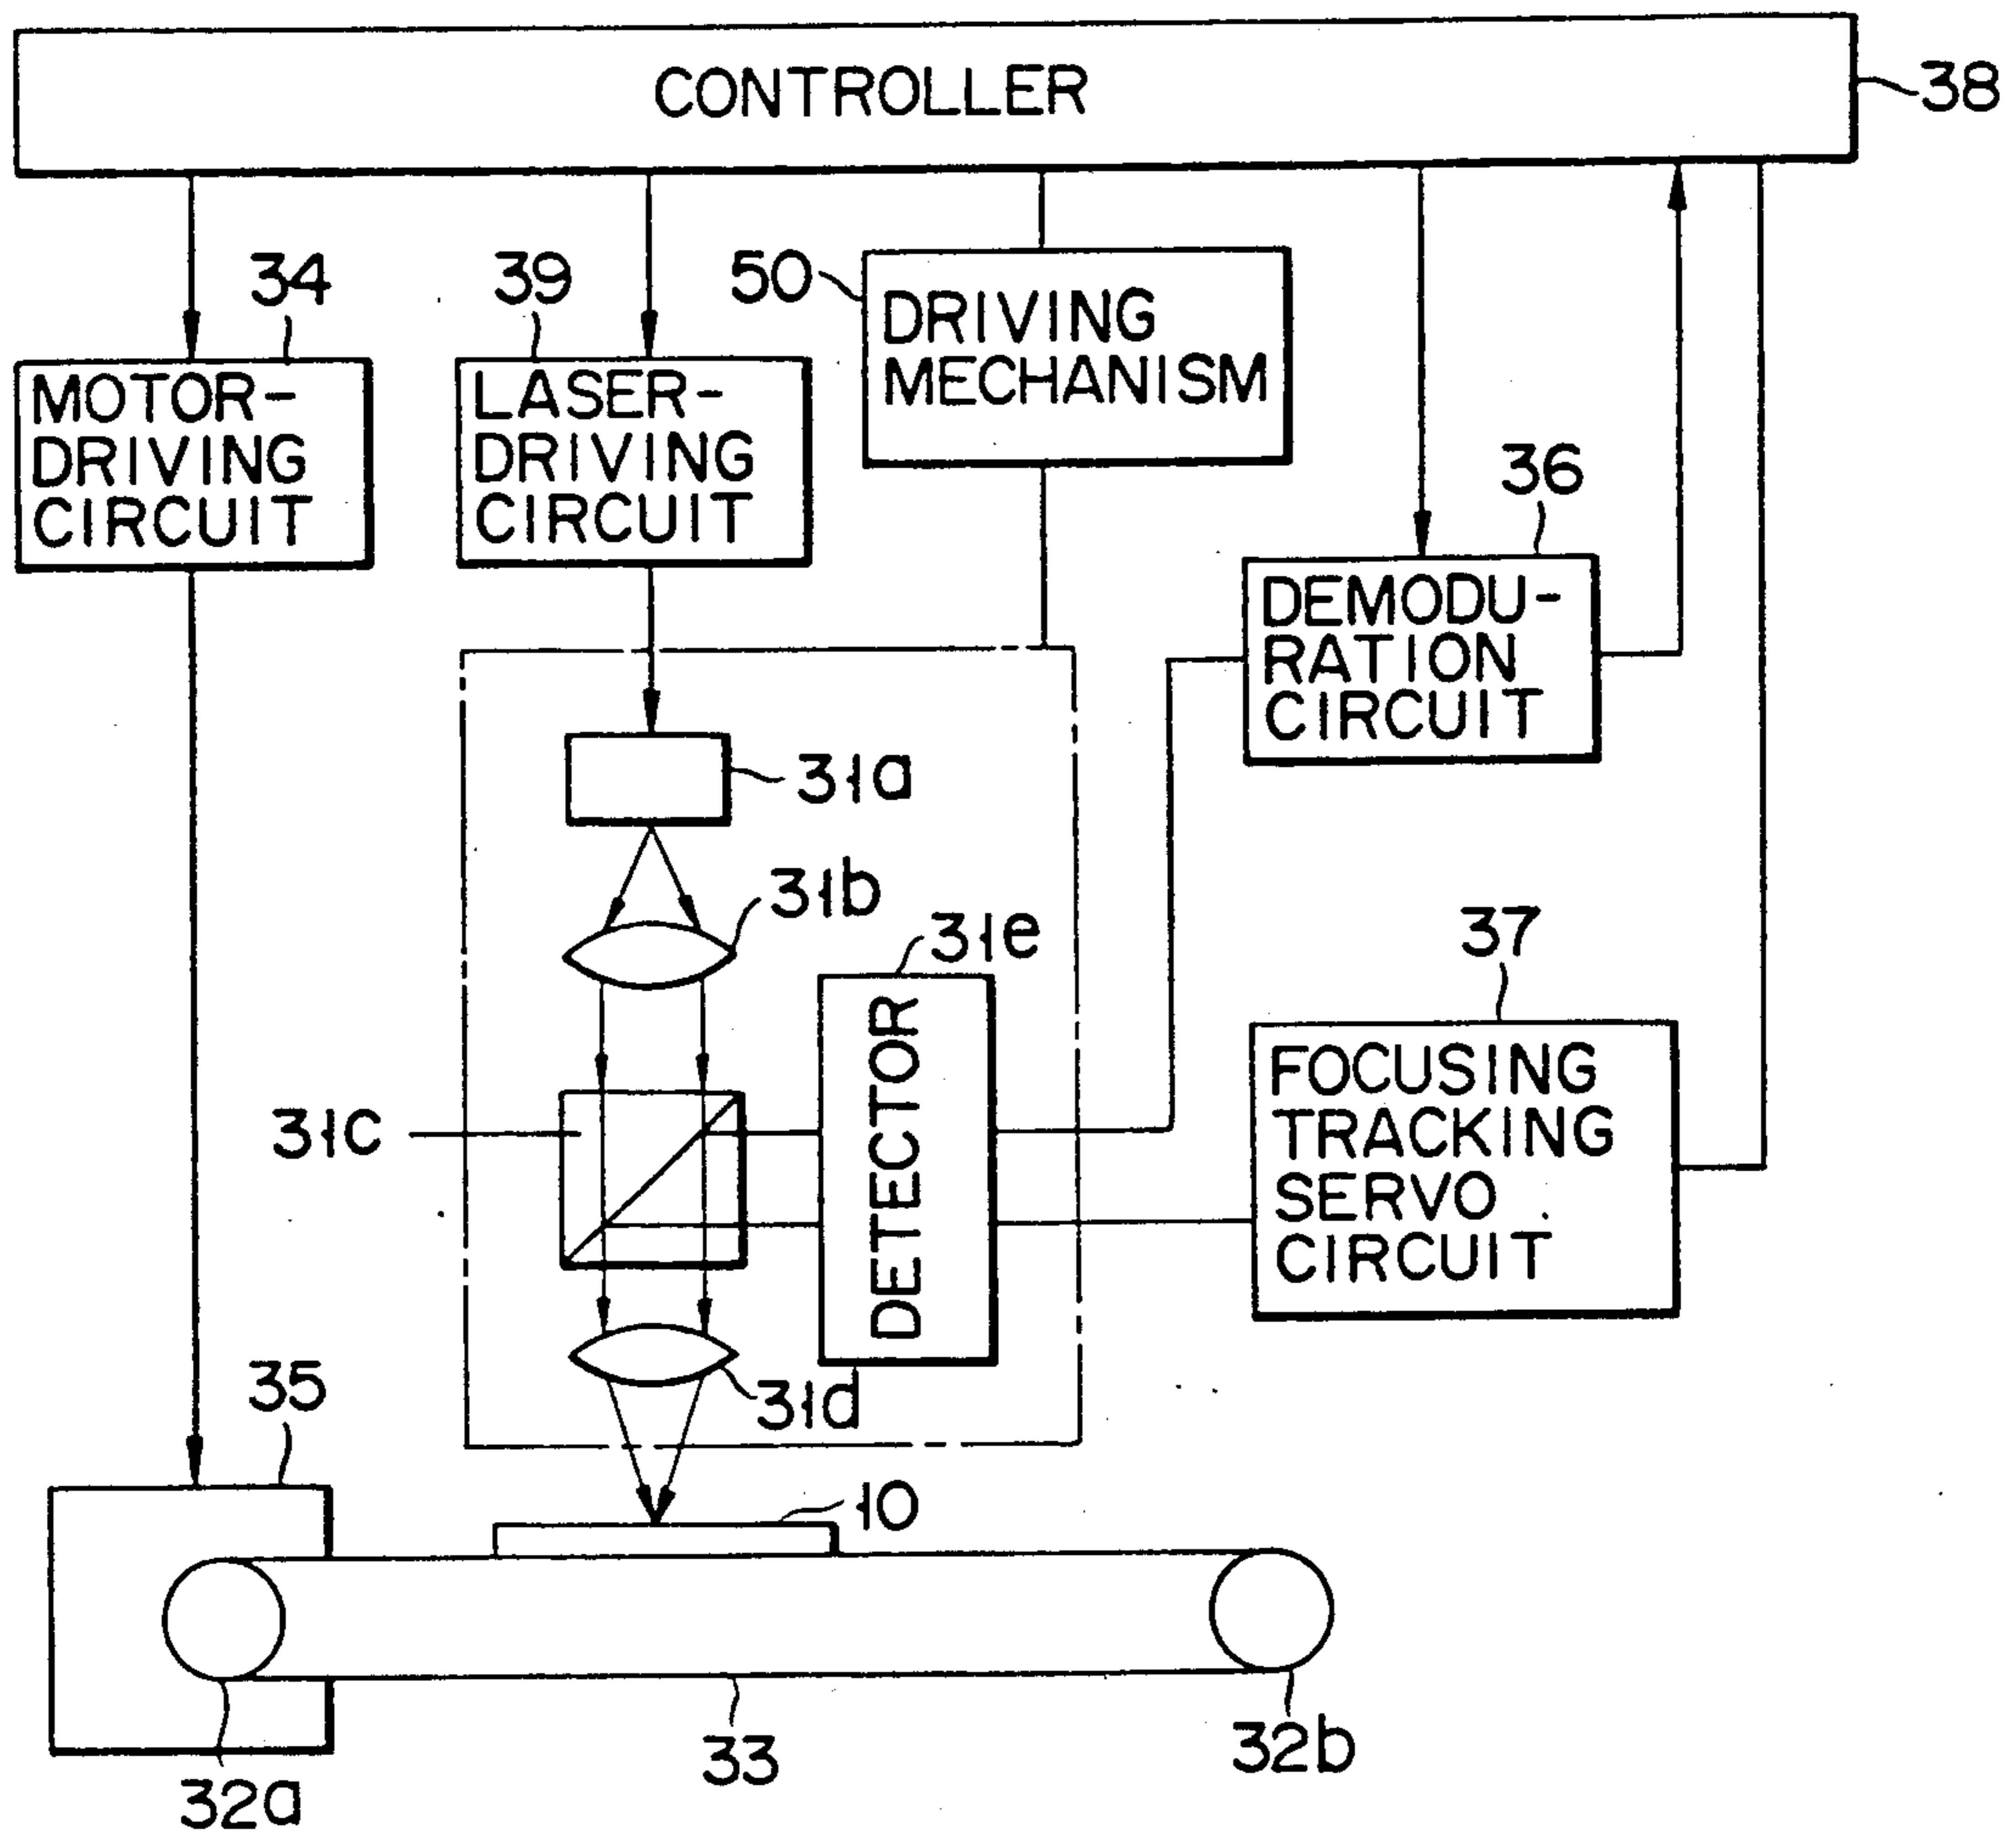 CONTROLLER
38
34
39
50
DRIVING
MECHANISM
MOTOR-
DRIVING
CIRCUIT
LASER-
DRIVING
CIRCUIT
36
DEMODU-
RATION
CIRCUIT
31a
31b
31e
37
DETECTOR
31c
FOCUSING
TRACKING
SERVO
CIRCUIT
31d
35
10
32a
33
32b